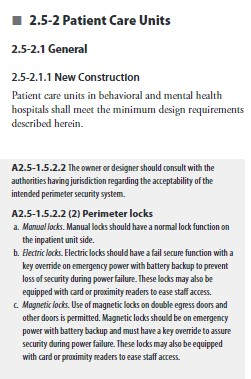 ■ 2.5-2 Patient Care Units
2.5-2.1 General
2.5-2.1.1 New Construction
Patient care units in behavioral and mental health
hospitals shall meet the minimum design requirements
described herein.
A2.5-1.5.2.2 The owner or designer should consult with the
authorities having jurisdiction regarding the acceptability of the
intended perimeter security system.
A2.5-1.5.2.2 (2) Perimeter locks
a. Manual locks. Manual locks should have a normal lock function on
the inpatient unit side.
b. Electric locks. Electric locks should have a fail secure function with a
key override on emergency power with battery backup to prevent
loss of security during power failure. These locks may also be
equipped with card or proximity readers to ease staff access.
c. Magnetic locks. Use of magnetic locks on double egress doors and
other doors is permitted. Magnetic locks should be on emergency
power with battery backup and must have a key override to assure
security during power failure. These locks may also be equipped
with card or proximity readers to ease staff access.